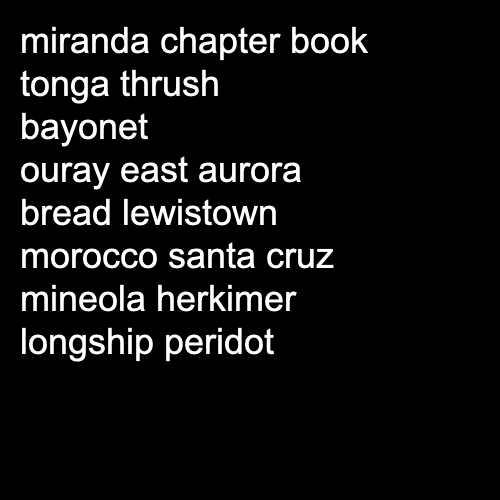 miranda chapter book
tonga thrush
bayonet
ouray east aurora
bread lewistown
morocco santa cruz
mineola herkimer
longship peridot